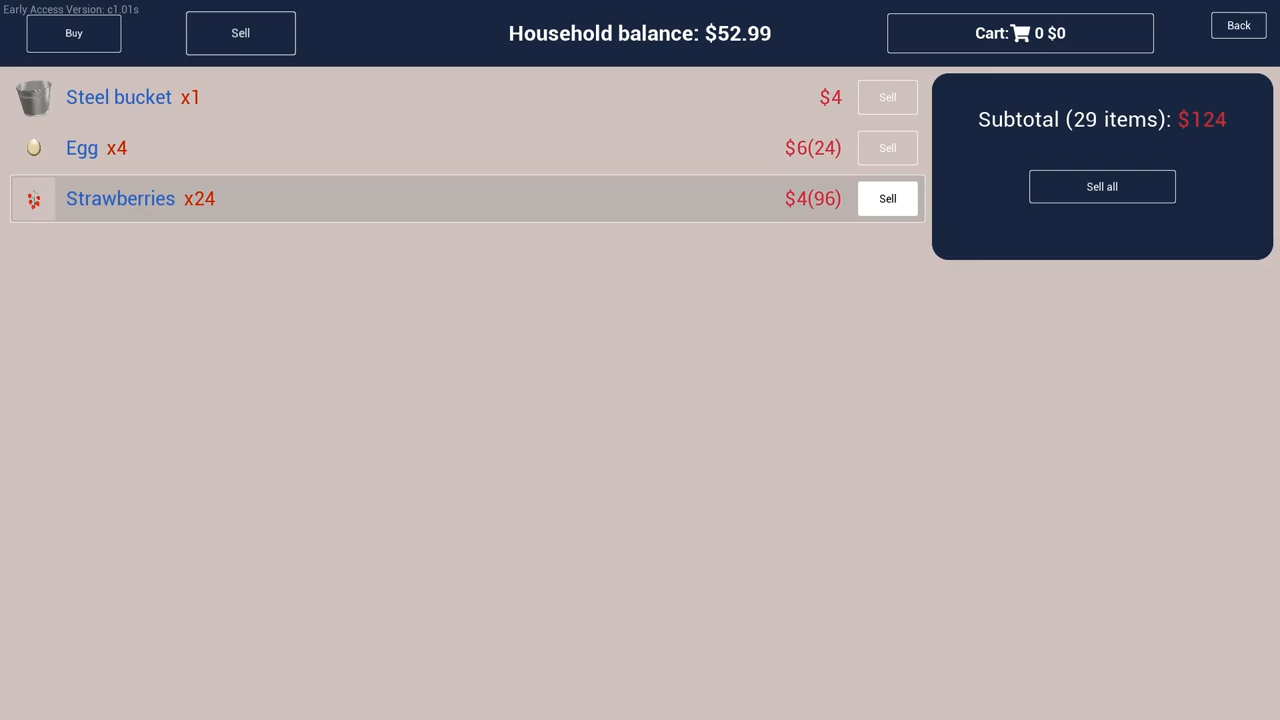 Early Access Version: c1.01s
Buy
Sell
Household balance: $52.99
Cart: 0 $0
Back
Steel bucket x1
$4
Sell
Egg x4
$6(24)
Sell
Strawberries x24
$4(96)
Sell
Subtotal (29 items): $124
Sell all